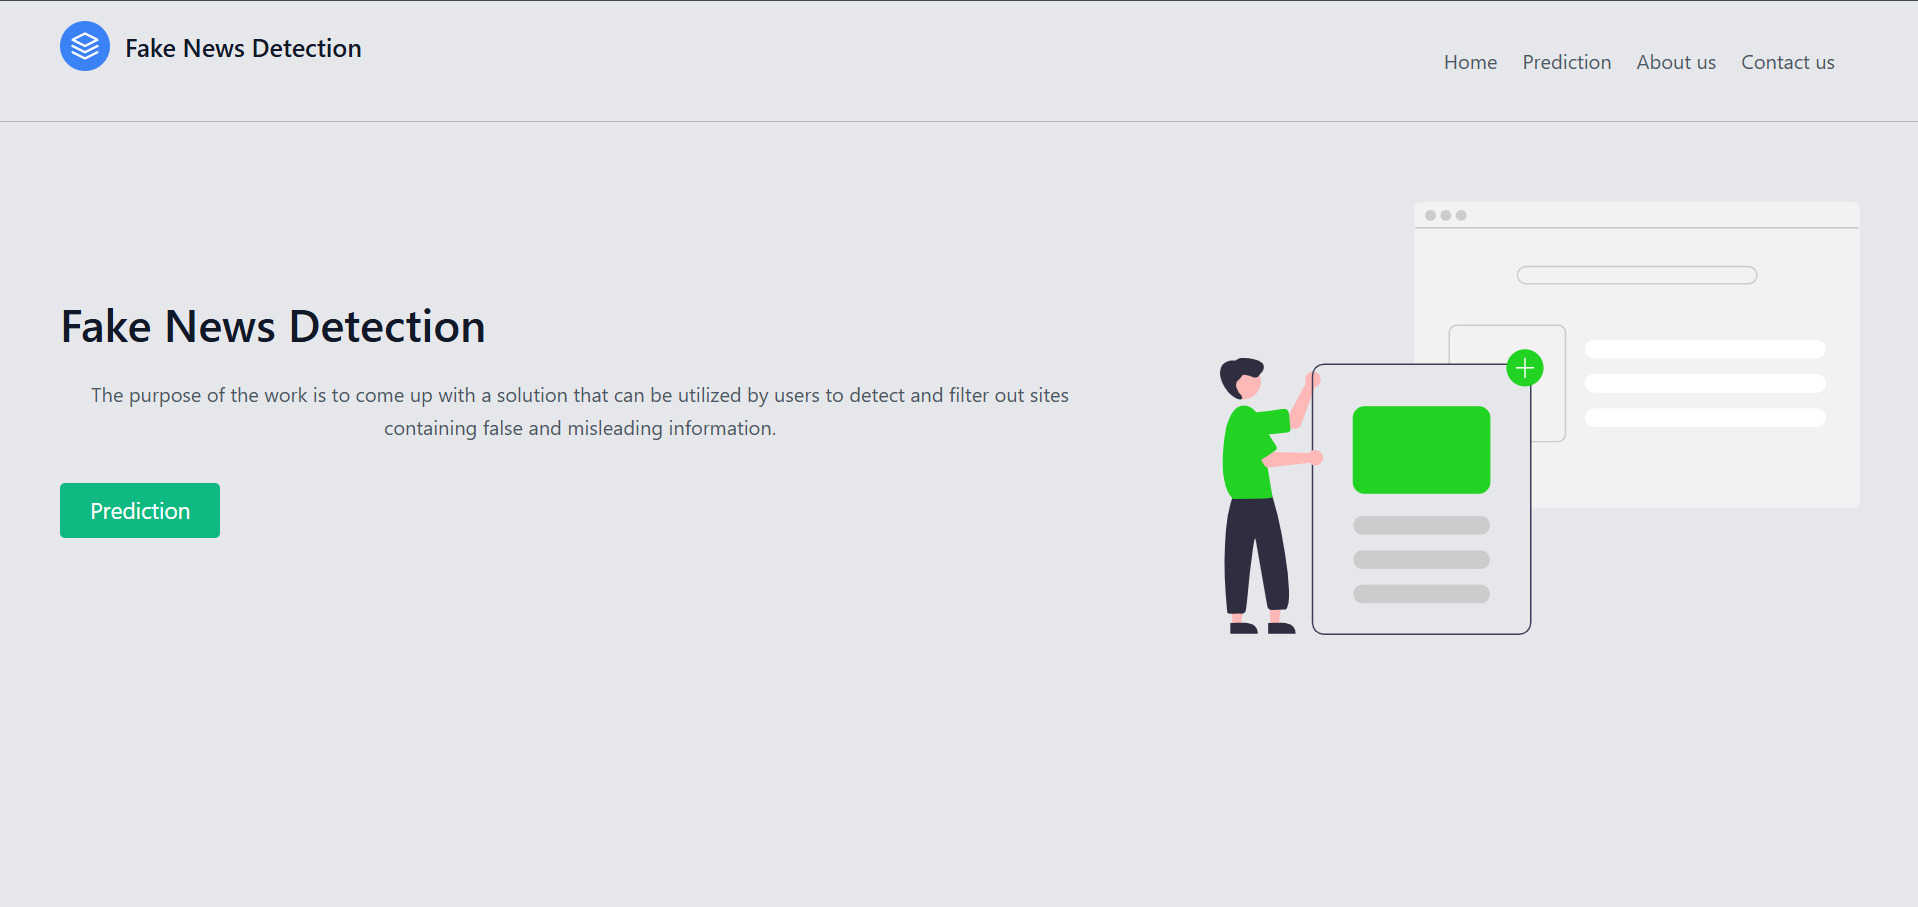 Fake News Detection
Home Prediction About us Contact us
Fake News Detection
The purpose of the work is to come up with a solution that can be utilized by users to detect and filter out sites
containing false and misleading information.
Prediction